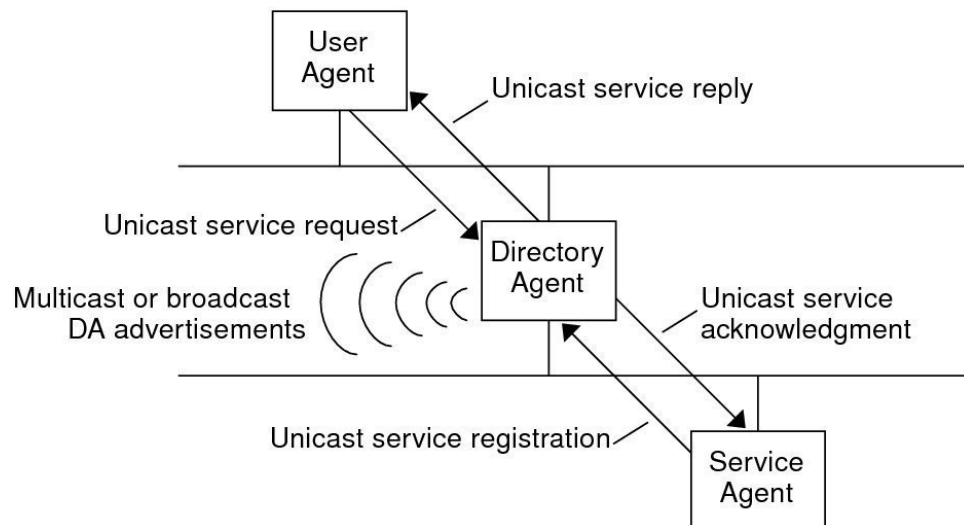 User
Agent
Unicast service reply
Unicast service request
Directory
Agent
Multicast or broadcast
DA advertisements
Unicast service
acknowledgment
Unicast service registration
Service
Agent